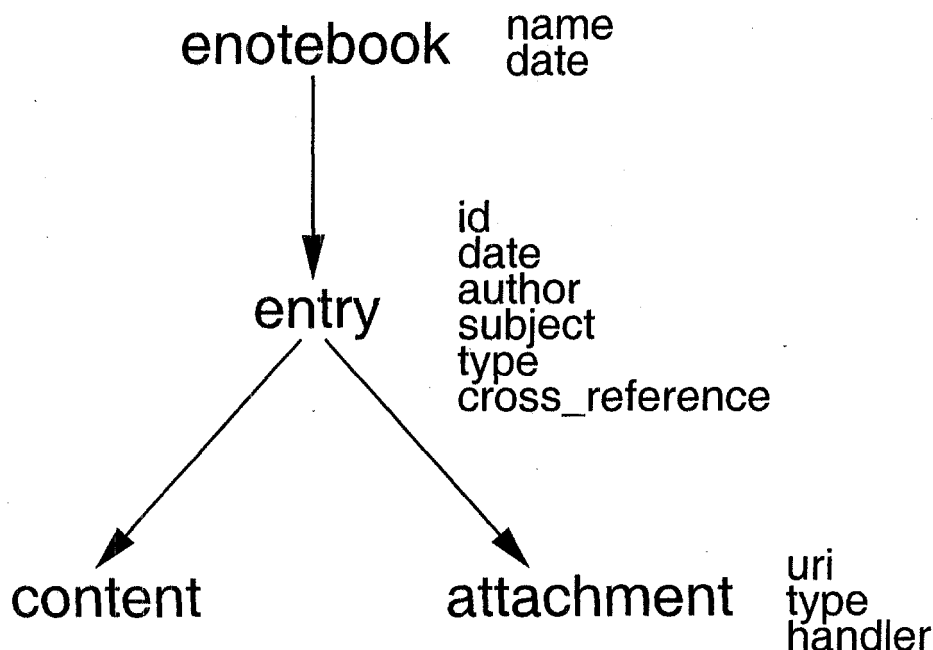 enotebook
name
date
id
date
author
subject
type
cross_reference
entry
content
attachment
uri
type
handler